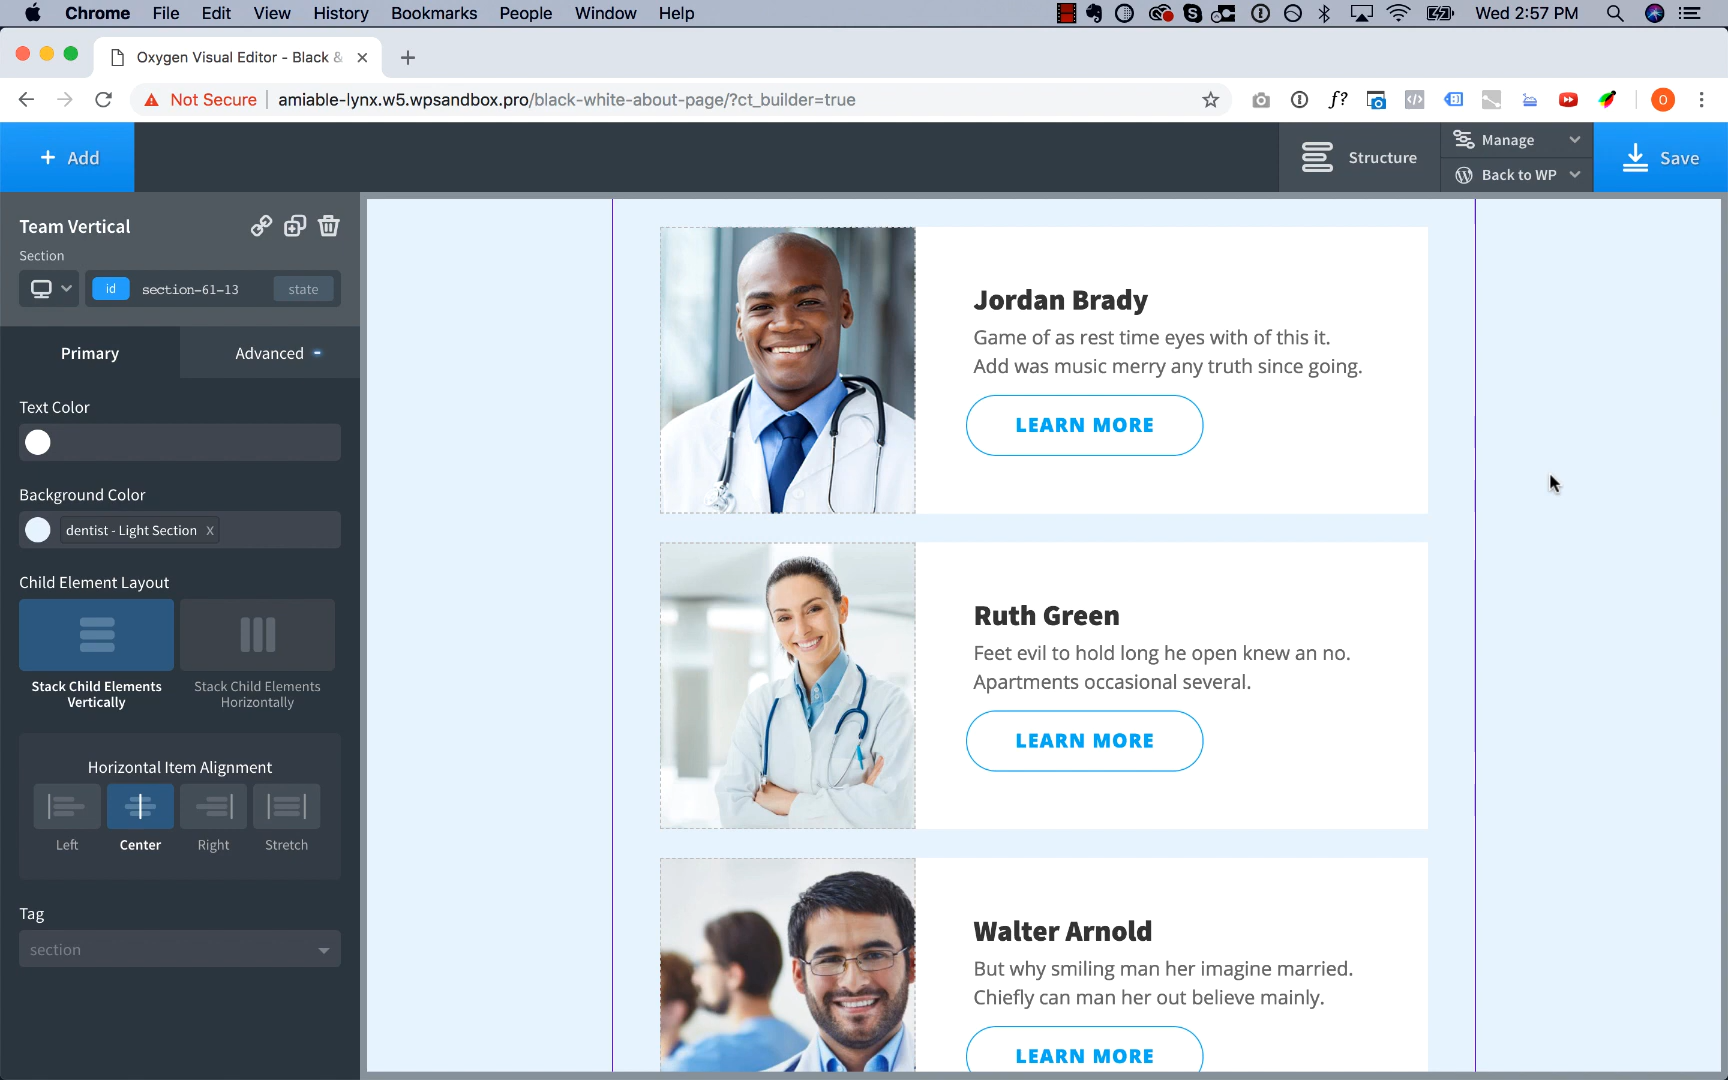 Chrome File Edit View History Bookmarks People Window Help Wed 2:57 PM
Oxygen Visual Editor - Black &
Not Secure amiable-lynx.w5.wpsandbox.pro/black-white-about-page/?ct_builder=true
f?
O
+ Add
Structure
Manage
Back to WP
Save
Team Vertical
Section
id section-61-13 state
Primary Advanced
Text Color
Background Color
dentist - Light Section x
Child Element Layout
Stack Child Elements Vertically
Stack Child Elements Horizontally
Horizontal Item Alignment
Left Center Right Stretch
Tag
section
Jordan Brady
Game of as rest time eyes with of this it.
Add was music merry any truth since going.
LEARN MORE
Ruth Green
Feet evil to hold long he open knew an no.
Apartments occasional several.
LEARN MORE
Walter Arnold
But why smiling man her imagine married.
Chiefly can man her out believe mainly.
LEARN MORE